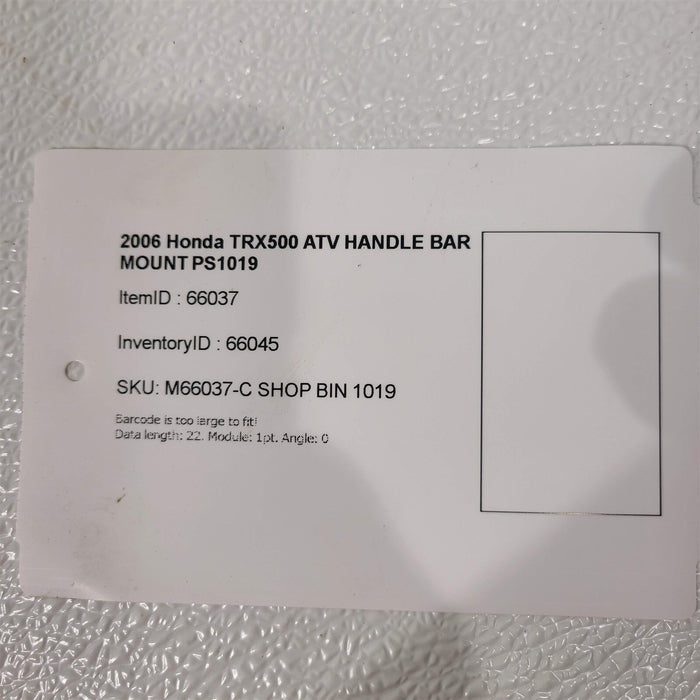 2006 Honda TRX500 ATV HANDLE BAR
MOUNT PS1019
ItemID : 66037
InventoryID : 66045
SKU: M66037-C SHOP BIN 1019
Barcode is too large to fit!
Data length: 22. Module: 1pt. Angle: 0